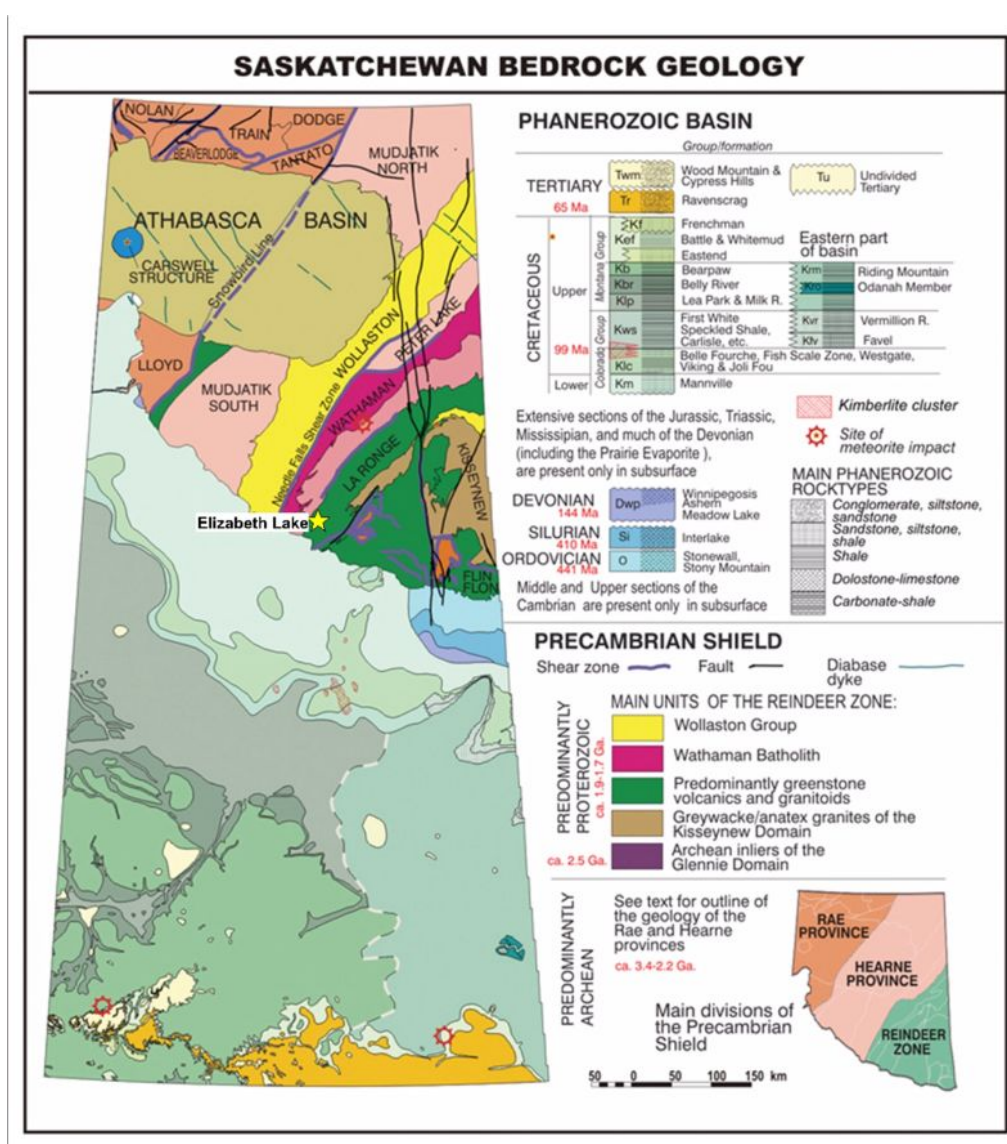 SASKATCHEWAN BEDROCK GEOLOGY
NOLAN
TRAIN
DODGE
BEAVERLODGE
TANTATO
MUDJATIK
NORTH
ATHABASCA BASIN
CARSWELL
STRUCTURE
Snowbird Line
LLOYD
MUDJATIK
SOUTH
WOLLASTON
PETER LAKE
Needle Falls Shear Zone
WATHAMAN
LA RONGE
KISSEYNEW
Elizabeth Lake
FLIN
FLON
PHANEROZOIC BASIN
Group/formation
TERTIARY
65 Ma
Twm
Wood Mountain &
Cypress Hills
Tr
Ravenscrag
Tu
Undivided
Tertiary
CRETACEOUS
99 Ma
Upper
Lower
Montana Group
Colorado Group
Kf
Frenchman
Kef
Battle & Whitemud
Eastend
Kb
Bearpaw
Kbr
Belly River
Klp
Lea Park & Milk R.
Kws
First White
Speckled Shale,
Carlisle, etc.
Klc
Belle Fourche, Fish Scale Zone, Westgate,
Viking & Joli Fou
Km
Mannville
Eastern part
of basin
Krm
Riding Mountain
Kro
Odanah Member
Kvr
Vermillion R.
Kfv
Favel
Extensive sections of the Jurassic, Triassic,
Missisipian, and much of the Devonian
(including the Prairie Evaporite ),
are present only in subsurface
DEVONIAN
144 Ma
Dwp
Winnipegosis
Ashern
Meadow Lake
SILURIAN
410 Ma
Si
Interlake
ORDOVICIAN
441 Ma
O
Stonewall,
Stony Mountain
Middle and Upper sections of the
Cambrian are present only in subsurface
Kimberlite cluster
Site of
meteorite impact
MAIN PHANEROZOIC
ROCKTYPES
Conglomerate, siltstone,
sandstone
Sandstone, siltstone,
shale
Shale
Dolostone-limestone
Carbonate-shale
PRECAMBRIAN SHIELD
Shear zone
Fault
Diabase
dyke
MAIN UNITS OF THE REINDEER ZONE:
PREDOMINANTLY
PROTEROZOIC
ca. 1.9-1.7 Ga.
Wollaston Group
Wathaman Batholith
Predominantly greenstone
volcanics and granitoids
Greywacke/anatex granites of the
Kisseynew Domain
ca. 2.5 Ga.
Archean inliers of the
Glennie Domain
PREDOMINANTLY
ARCHEAN
See text for outline of
the geology of the
Rae and Hearne
provinces
ca. 3.4-2.2 Ga.
Main divisions of
the Precambrian
Shield
RAE
PROVINCE
HEARNE
PROVINCE
REINDEER
ZONE
50 0 50 100 150 km